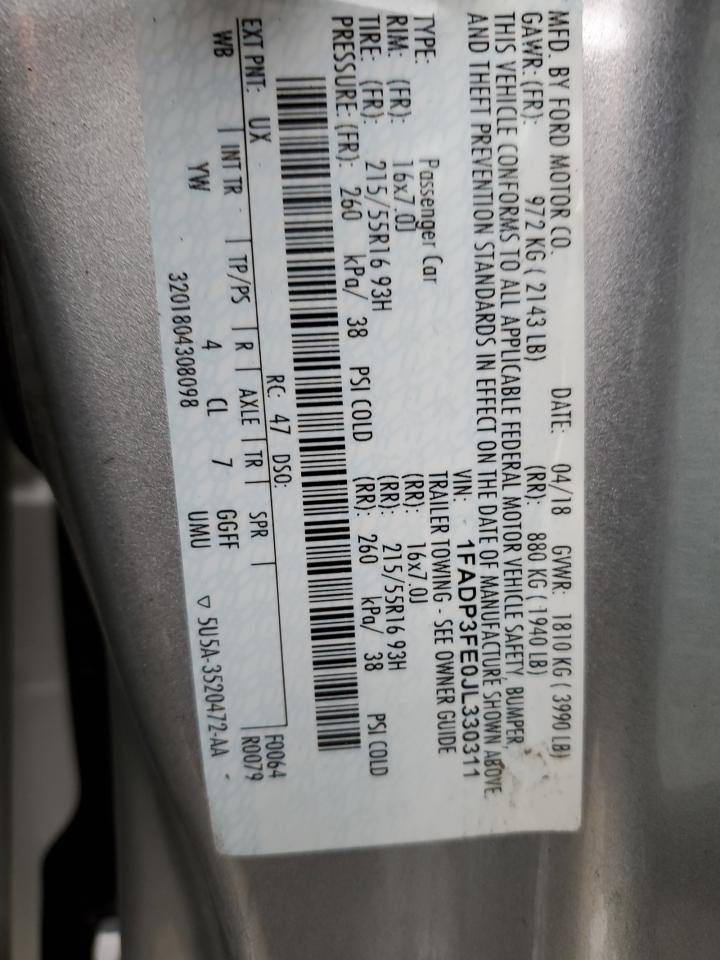 MFD. BY FORD MOTOR CO. DATE: 04/18 GVWR: 1810 KG ( 3990 LB)
GAWR: (FR): 972 KG ( 2143 LB) (RR): 880 KG ( 1940 LB)
THIS VEHICLE CONFORMS TO ALL APPLICABLE FEDERAL MOTOR VEHICLE SAFETY, BUMPER,
AND THEFT PREVENTION STANDARDS IN EFFECT ON THE DATE OF MANUFACTURE SHOWN ABOVE.
VIN: 1FADP3FE0JL330311
TYPE: Passenger Car TRAILER TOWING - SEE OWNER GUIDE
RIM: (FR): 16x7.0J (RR): 16x7.0J
TIRE: (FR): 215/55R16 93H (RR): 215/55R16 93H
PRESSURE: (FR): 260 kPa/ 38 PSI COLD (RR): 260 kPa/ 38 PSI COLD
EXT PNT: UX RC: 47 DSO: F0064
WB | INT TR | TP/PS | R | AXLE | TR | SPR | R0079
YW 4 CL 7 GGFF
UMU
3201804308098 ▽ 5U5A-3520472-AA